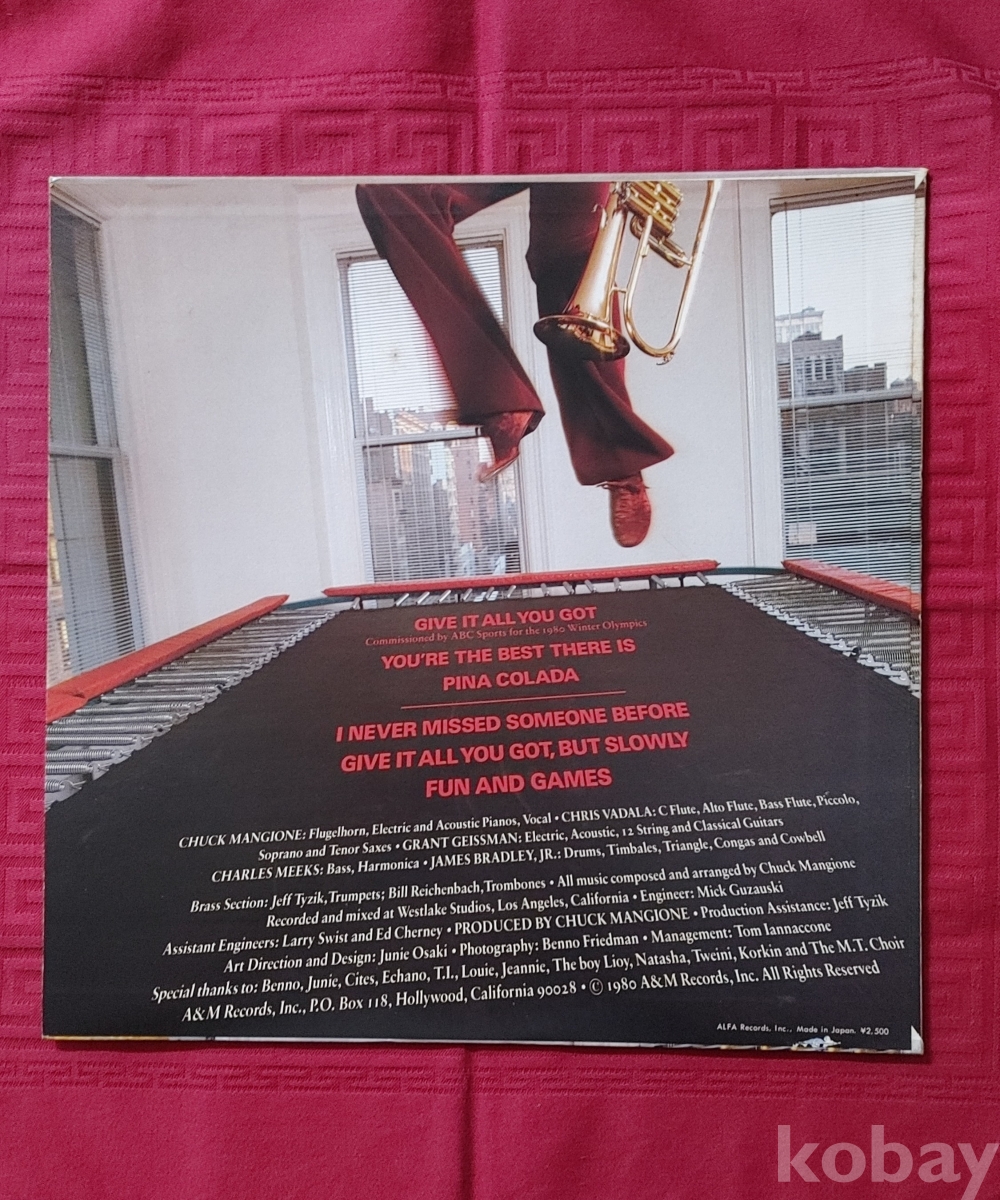 GIVE IT ALL YOU GOT
Commissioned by ABC Sports for the 1980 Winter Olympics
YOU'RE THE BEST THERE IS
PINA COLADA
I NEVER MISSED SOMEONE BEFORE
GIVE IT ALL YOU GOT, BUT SLOWLY
FUN AND GAMES
CHUCK MANGIONE: Flugelhorn, Electric and Acoustic Pianos, Vocal • CHRIS VADALA: C Flute, Alto Flute, Bass Flute, Piccolo,
Soprano and Tenor Saxes • GRANT GEISSMAN: Electric, Acoustic, 12 String and Classical Guitars
CHARLES MEEKS: Bass, Harmonica • JAMES BRADLEY, JR.: Drums, Timbales, Triangle, Congas and Cowbell
Brass Section: Jeff Tyzik, Trumpets; Bill Reichenbach, Trombones • All music composed and arranged by Chuck Mangione
Recorded and mixed at Westlake Studios, Los Angeles, California • Engineer: Mick Guzauski
Assistant Engineers: Larry Swist and Ed Cherney • PRODUCED BY CHUCK MANGIONE • Production Assistance: Jeff Tyzik
Art Direction and Design: Junie Osaki • Photography: Benno Friedman • Management: Tom Iannaccone
Special thanks to: Benno, Junie, Cites, Echano, T.I., Louie, Jeannie, The boy Lioy, Natasha, Tweini, Korkin and The M.T. Choir
A&M Records, Inc., P.O. Box 118, Hollywood, California 90028 • © 1980 A&M Records, Inc. All Rights Reserved
ALFA Records, Inc., Made in Japan. ¥2,500
kobay